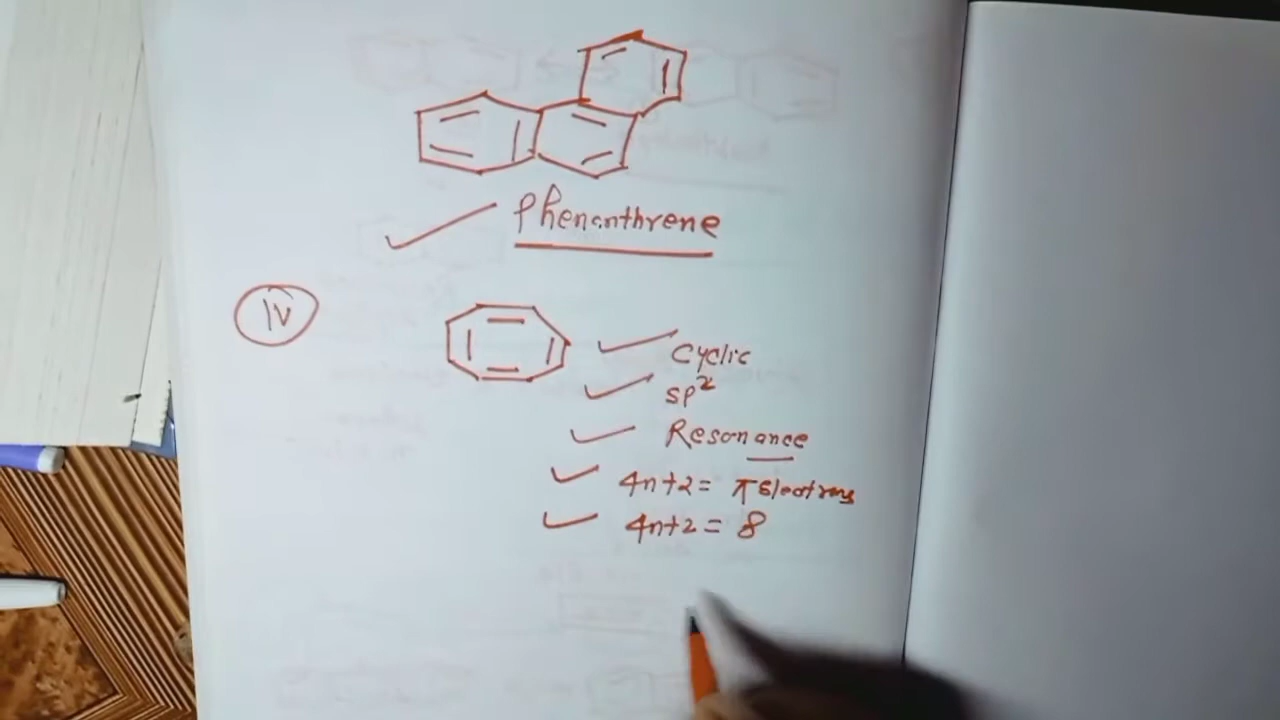 Phenanthrene
IV
Cyclic
sp²
Resonance
4n+2 = π electrons
4n+2 = 8